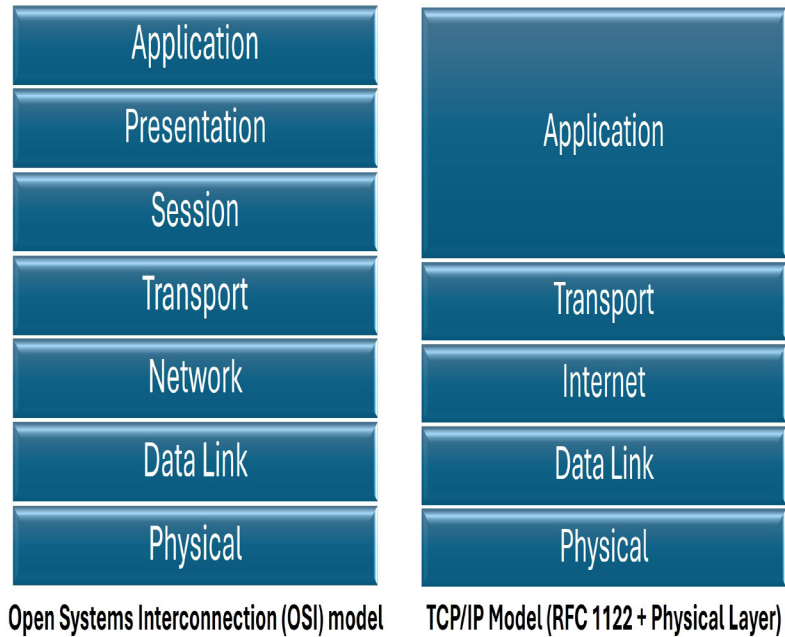 Application
Presentation
Session
Transport
Network
Data Link
Physical
Open Systems Interconnection (OSI) model
Application
Transport
Internet
Data Link
Physical
TCP/IP Model (RFC 1122 + Physical Layer)